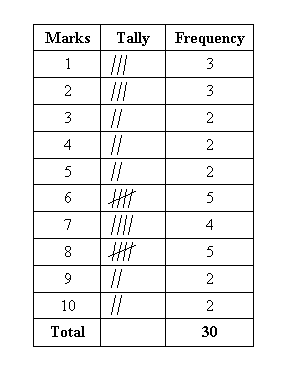 Marks Tally Frequency
1 /// 3
2 /// 3
3 // 2
4 // 2
5 // 2
6 //// 5
7 //// 4
8 //// 5
9 // 2
10 // 2
Total 30